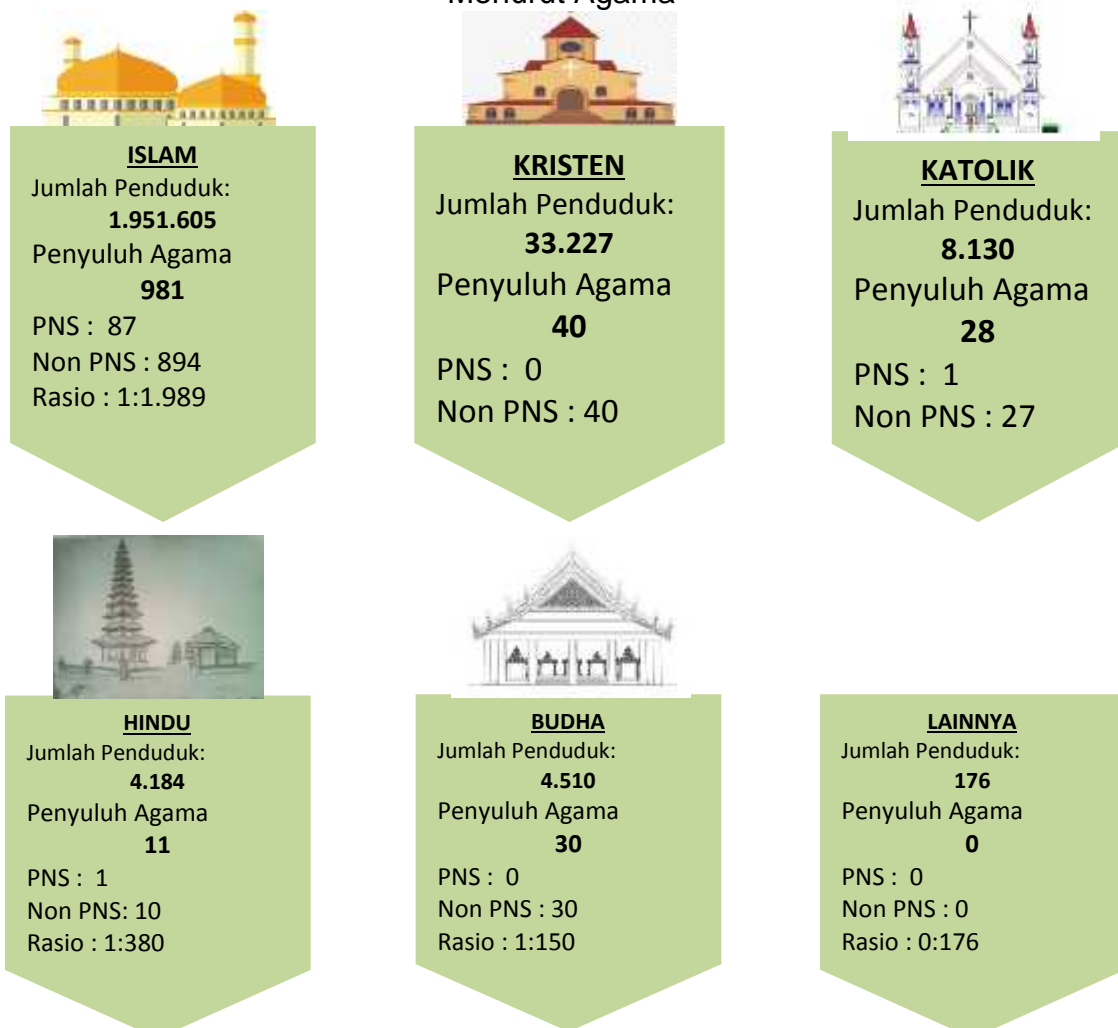 Menurut Agama
ISLAM
Jumlah Penduduk:
1.951.605
Penyuluh Agama
981
PNS : 87
Non PNS : 894
Rasio : 1:1.989
KRISTEN
Jumlah Penduduk:
33.227
Penyuluh Agama
40
PNS : 0
Non PNS : 40
KATOLIK
Jumlah Penduduk:
8.130
Penyuluh Agama
28
PNS : 1
Non PNS : 27
HINDU
Jumlah Penduduk:
4.184
Penyuluh Agama
11
PNS : 1
Non PNS: 10
Rasio : 1:380
BUDHA
Jumlah Penduduk:
4.510
Penyuluh Agama
30
PNS : 0
Non PNS : 30
Rasio : 1:150
LAINNYA
Jumlah Penduduk:
176
Penyuluh Agama
0
PNS : 0
Non PNS : 0
Rasio : 0:176